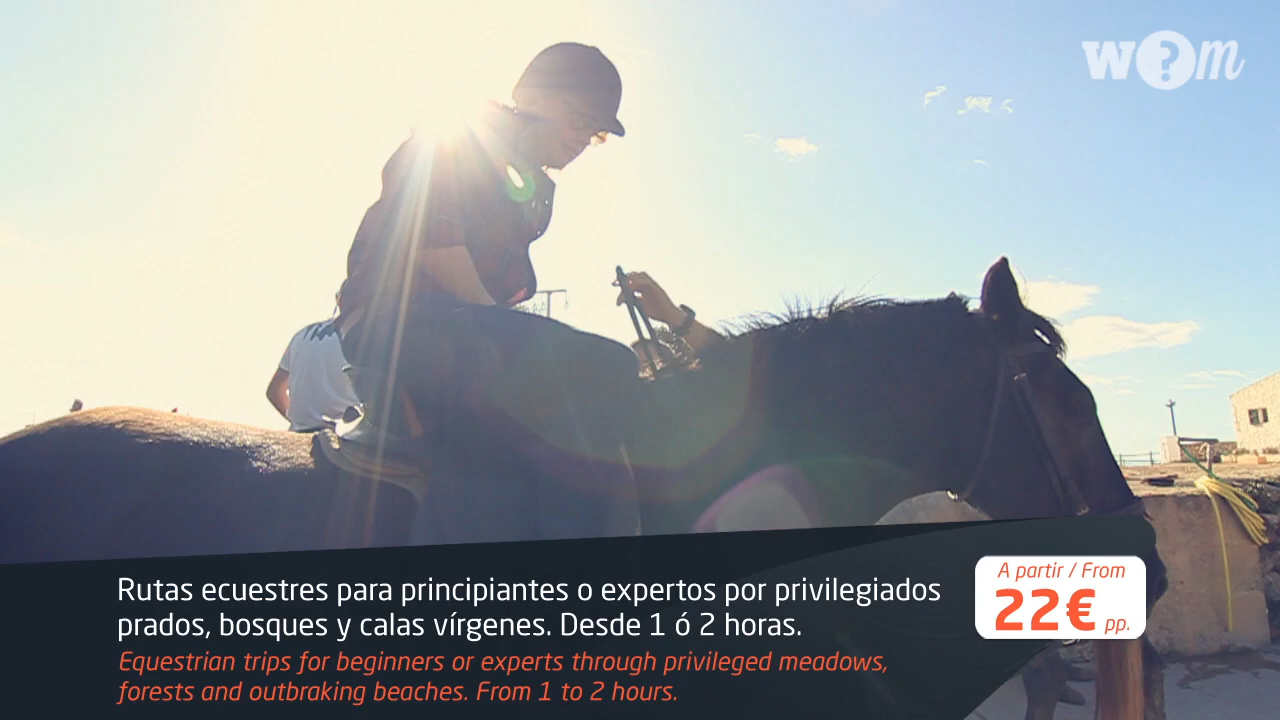 w?m
Rutas ecuestres para principiantes o expertos por privilegiados
prados, bosques y calas vírgenes. Desde 1 ó 2 horas.
Equestrian trips for beginners or experts through privileged meadows,
forests and outbraking beaches. From 1 to 2 hours.
A partir / From
22€ pp.